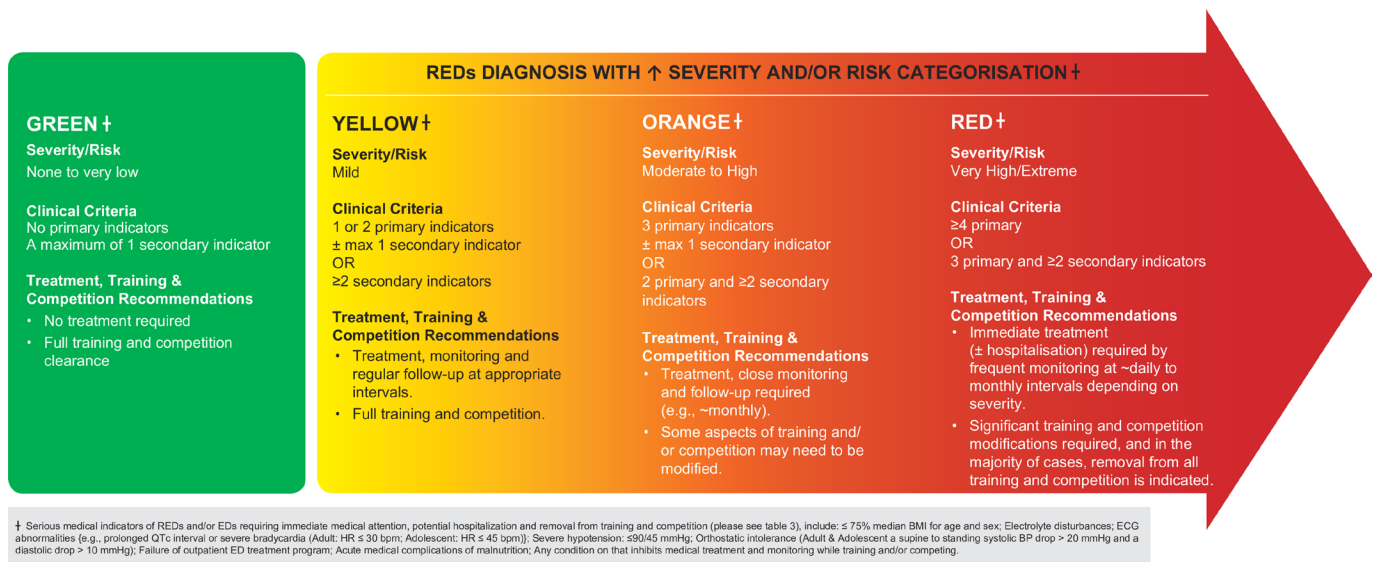 REDs DIAGNOSIS WITH ↑ SEVERITY AND/OR RISK CATEGORISATION ⸸
GREEN ⸸
Severity/Risk
None to very low
Clinical Criteria
No primary indicators
A maximum of 1 secondary indicator
Treatment, Training &
Competition Recommendations
• No treatment required
• Full training and competition
clearance
YELLOW ⸸
Severity/Risk
Mild
Clinical Criteria
1 or 2 primary indicators
± max 1 secondary indicator
OR
≥2 secondary indicators
Treatment, Training &
Competition Recommendations
• Treatment, monitoring and
regular follow-up at appropriate
intervals.
• Full training and competition.
ORANGE ⸸
Severity/Risk
Moderate to High
Clinical Criteria
3 primary indicators
± max 1 secondary indicator
OR
2 primary and ≥2 secondary
indicators
Treatment, Training &
Competition Recommendations
• Treatment, close monitoring
and follow-up required
(e.g., ~monthly).
• Some aspects of training and/
or competition may need to be
modified.
RED ⸸
Severity/Risk
Very High/Extreme
Clinical Criteria
≥4 primary
OR
3 primary and ≥2 secondary indicators
Treatment, Training &
Competition Recommendations
• Immediate treatment
(± hospitalisation) required by
frequent monitoring at ~daily to
monthly intervals depending on
severity.
• Significant training and competition
modifications required, and in the
majority of cases, removal from all
training and competition is indicated.
⸸ Serious medical indicators of REDs and/or EDs requiring immediate medical attention, potential hospitalization and removal from training and competition (please see table 3), include: ≤ 75% median BMI for age and sex; Electrolyte disturbances; ECG
abnormalities {e.g., prolonged QTc interval or severe bradycardia (Adult: HR ≤ 30 bpm; Adolescent: HR ≤ 45 bpm)}; Severe hypotension: ≤90/45 mmHg; Orthostatic intolerance (Adult & Adolescent a supine to standing systolic BP drop > 20 mmHg and a
diastolic drop > 10 mmHg); Failure of outpatient ED treatment program; Acute medical complications of malnutrition; Any condition on that inhibits medical treatment and monitoring while training and/or competing.